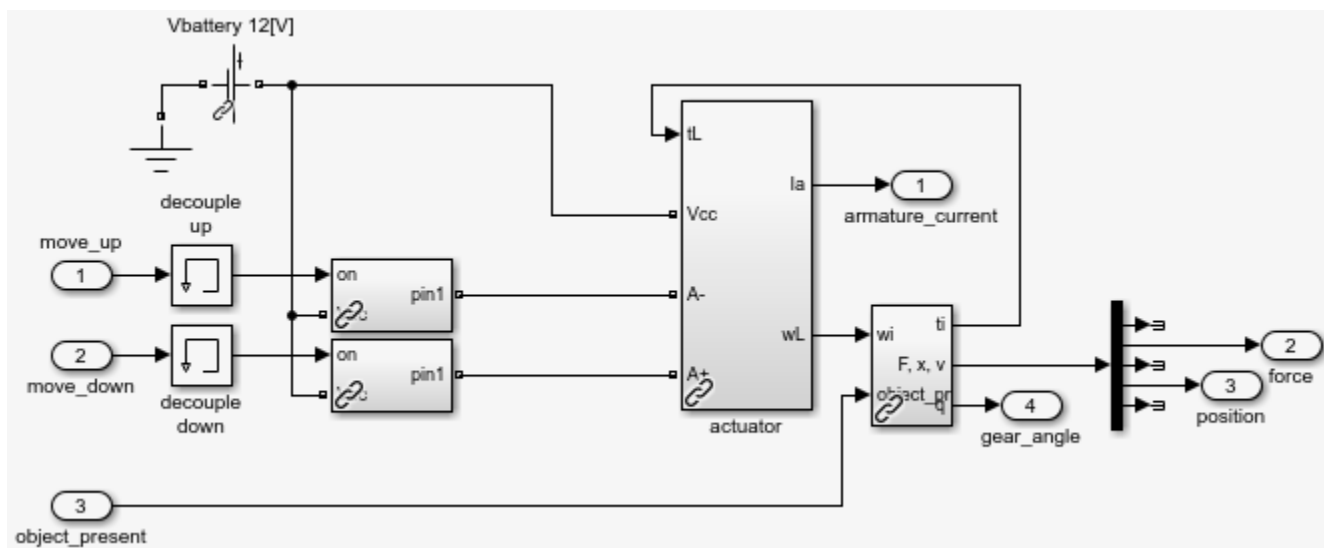 Vbattery 12[V]
decouple
up
move_up
1
on
pin1
decouple
down
move_down
2
on
pin1
tL
Vcc
A-
A+
Ia
wL
actuator
1
armature_current
wi
ti
F, x, v
q
2
force
3
position
4
gear_angle
3
object_present